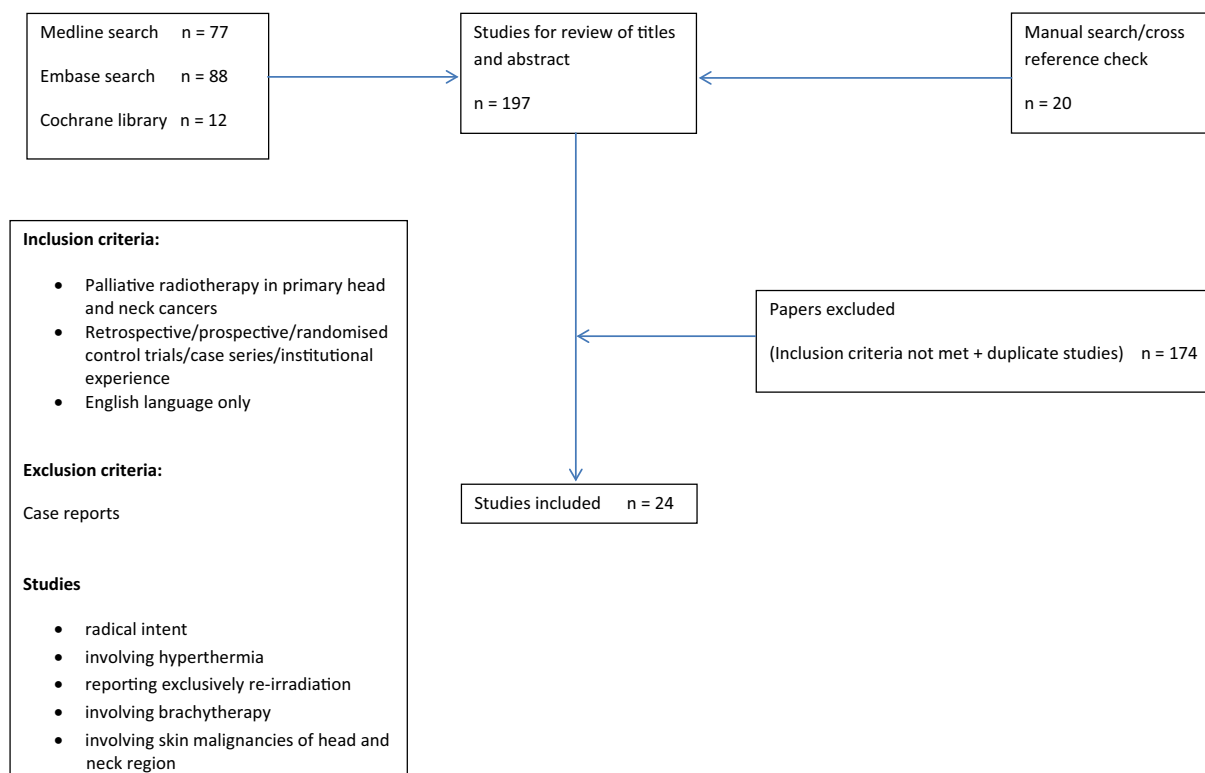 Medline search n = 77
Embase search n = 88
Cochrane library n = 12
Studies for review of titles
and abstract
n = 197
Manual search/cross
reference check
n = 20
Inclusion criteria:
• Palliative radiotherapy in primary head
and neck cancers
• Retrospective/prospective/randomised
control trials/case series/institutional
experience
• English language only
Exclusion criteria:
Case reports
Studies
• radical intent
• involving hyperthermia
• reporting exclusively re-irradiation
• involving brachytherapy
• involving skin malignancies of head and
neck region
Papers excluded
(Inclusion criteria not met + duplicate studies) n = 174
Studies included n = 24